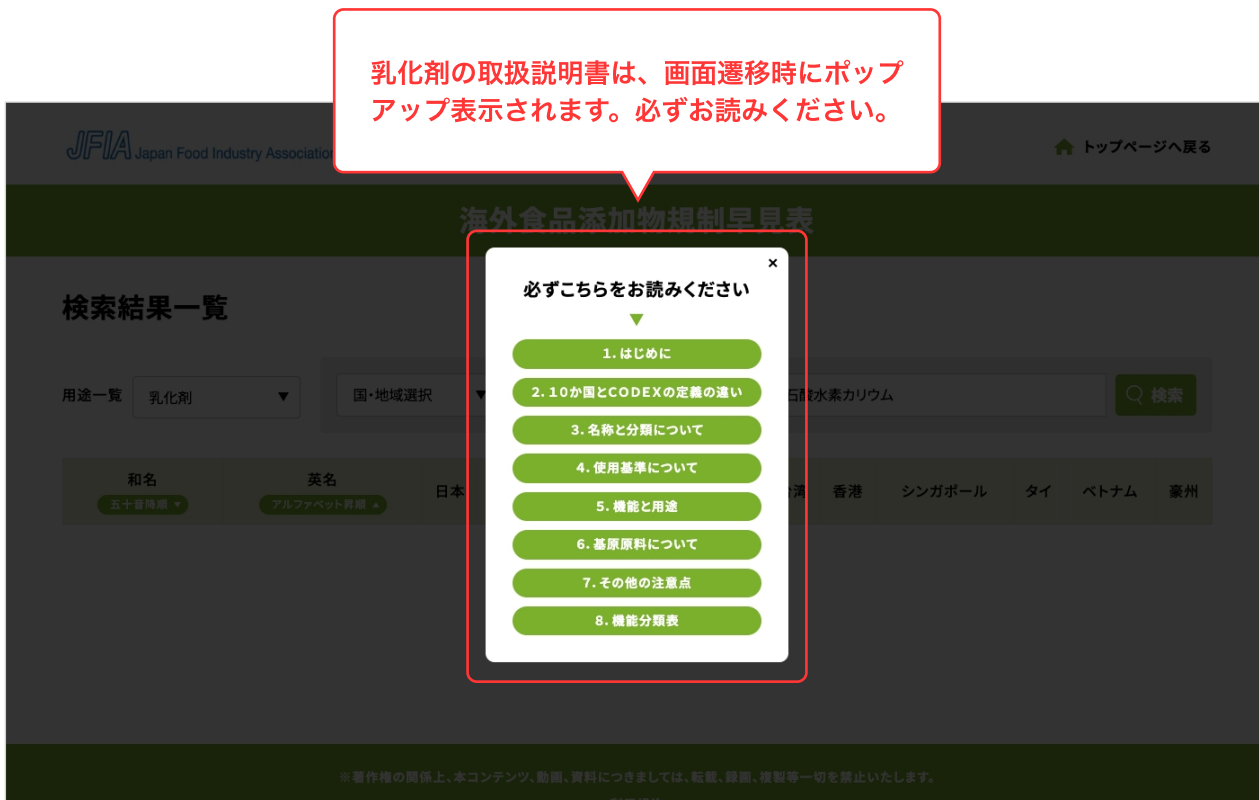 乳化剤の取扱説明書は、画面遷移時にポップ
アップ表示されます。必ずお読みください。
JFIA Japan Food Industry Association
トップページへ戻る
海外食品添加物規制早見表
×
必ずこちらをお読みください
▼
検索結果一覧
1. はじめに
用途一覧 乳化剤 ▼ 国・地域選択 ▼
石酸水素カリウム 検索
2. 10か国とCODEXの定義の違い
3. 名称と分類について
4. 使用基準について
5. 機能と用途
6. 基原原料について
7. その他の注意点
8. 機能分類表
和名 英名 日本 台湾 香港 シンガポール タイ ベトナム 豪州
五十音降順 ▼ アルファベット昇順 ▲
※著作権の関係上、本コンテンツ、動画、資料につきましては、転載、録画、複製等一切を禁止いたします。